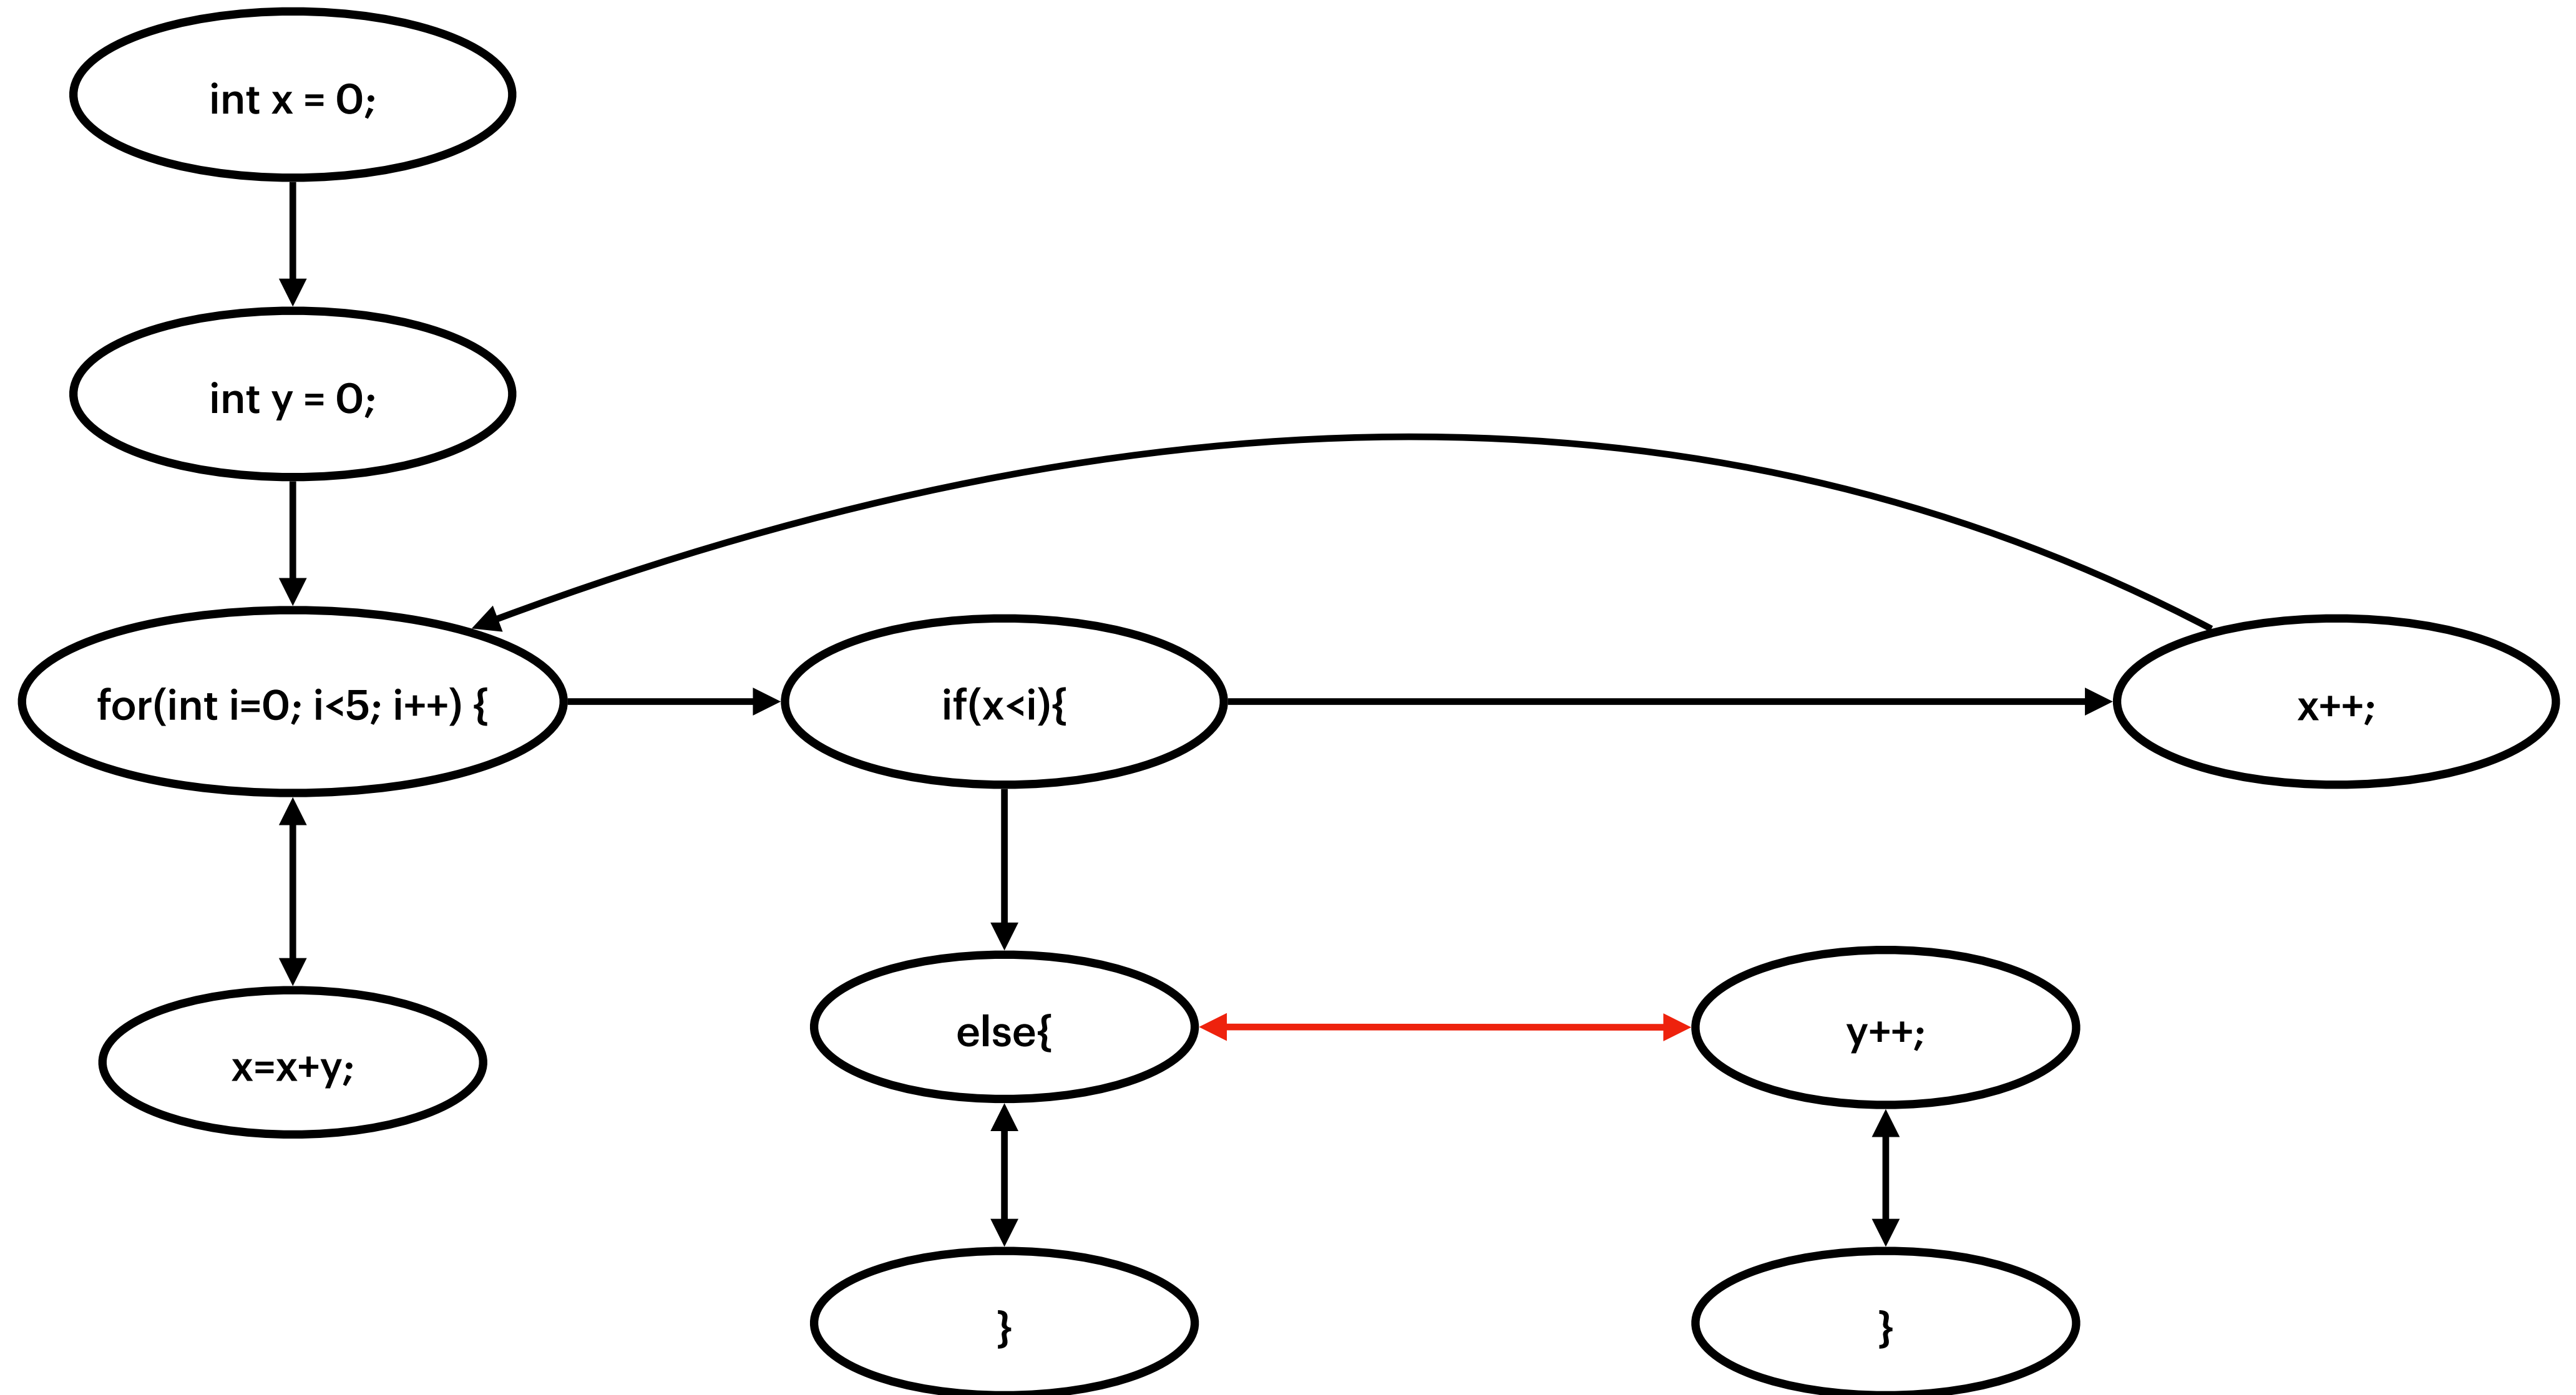 int x = 0;
int y = 0;
for(int i=0; i<5; i++) {
if(x<i){
x++;
else{
y++;
x=x+y;
}
}